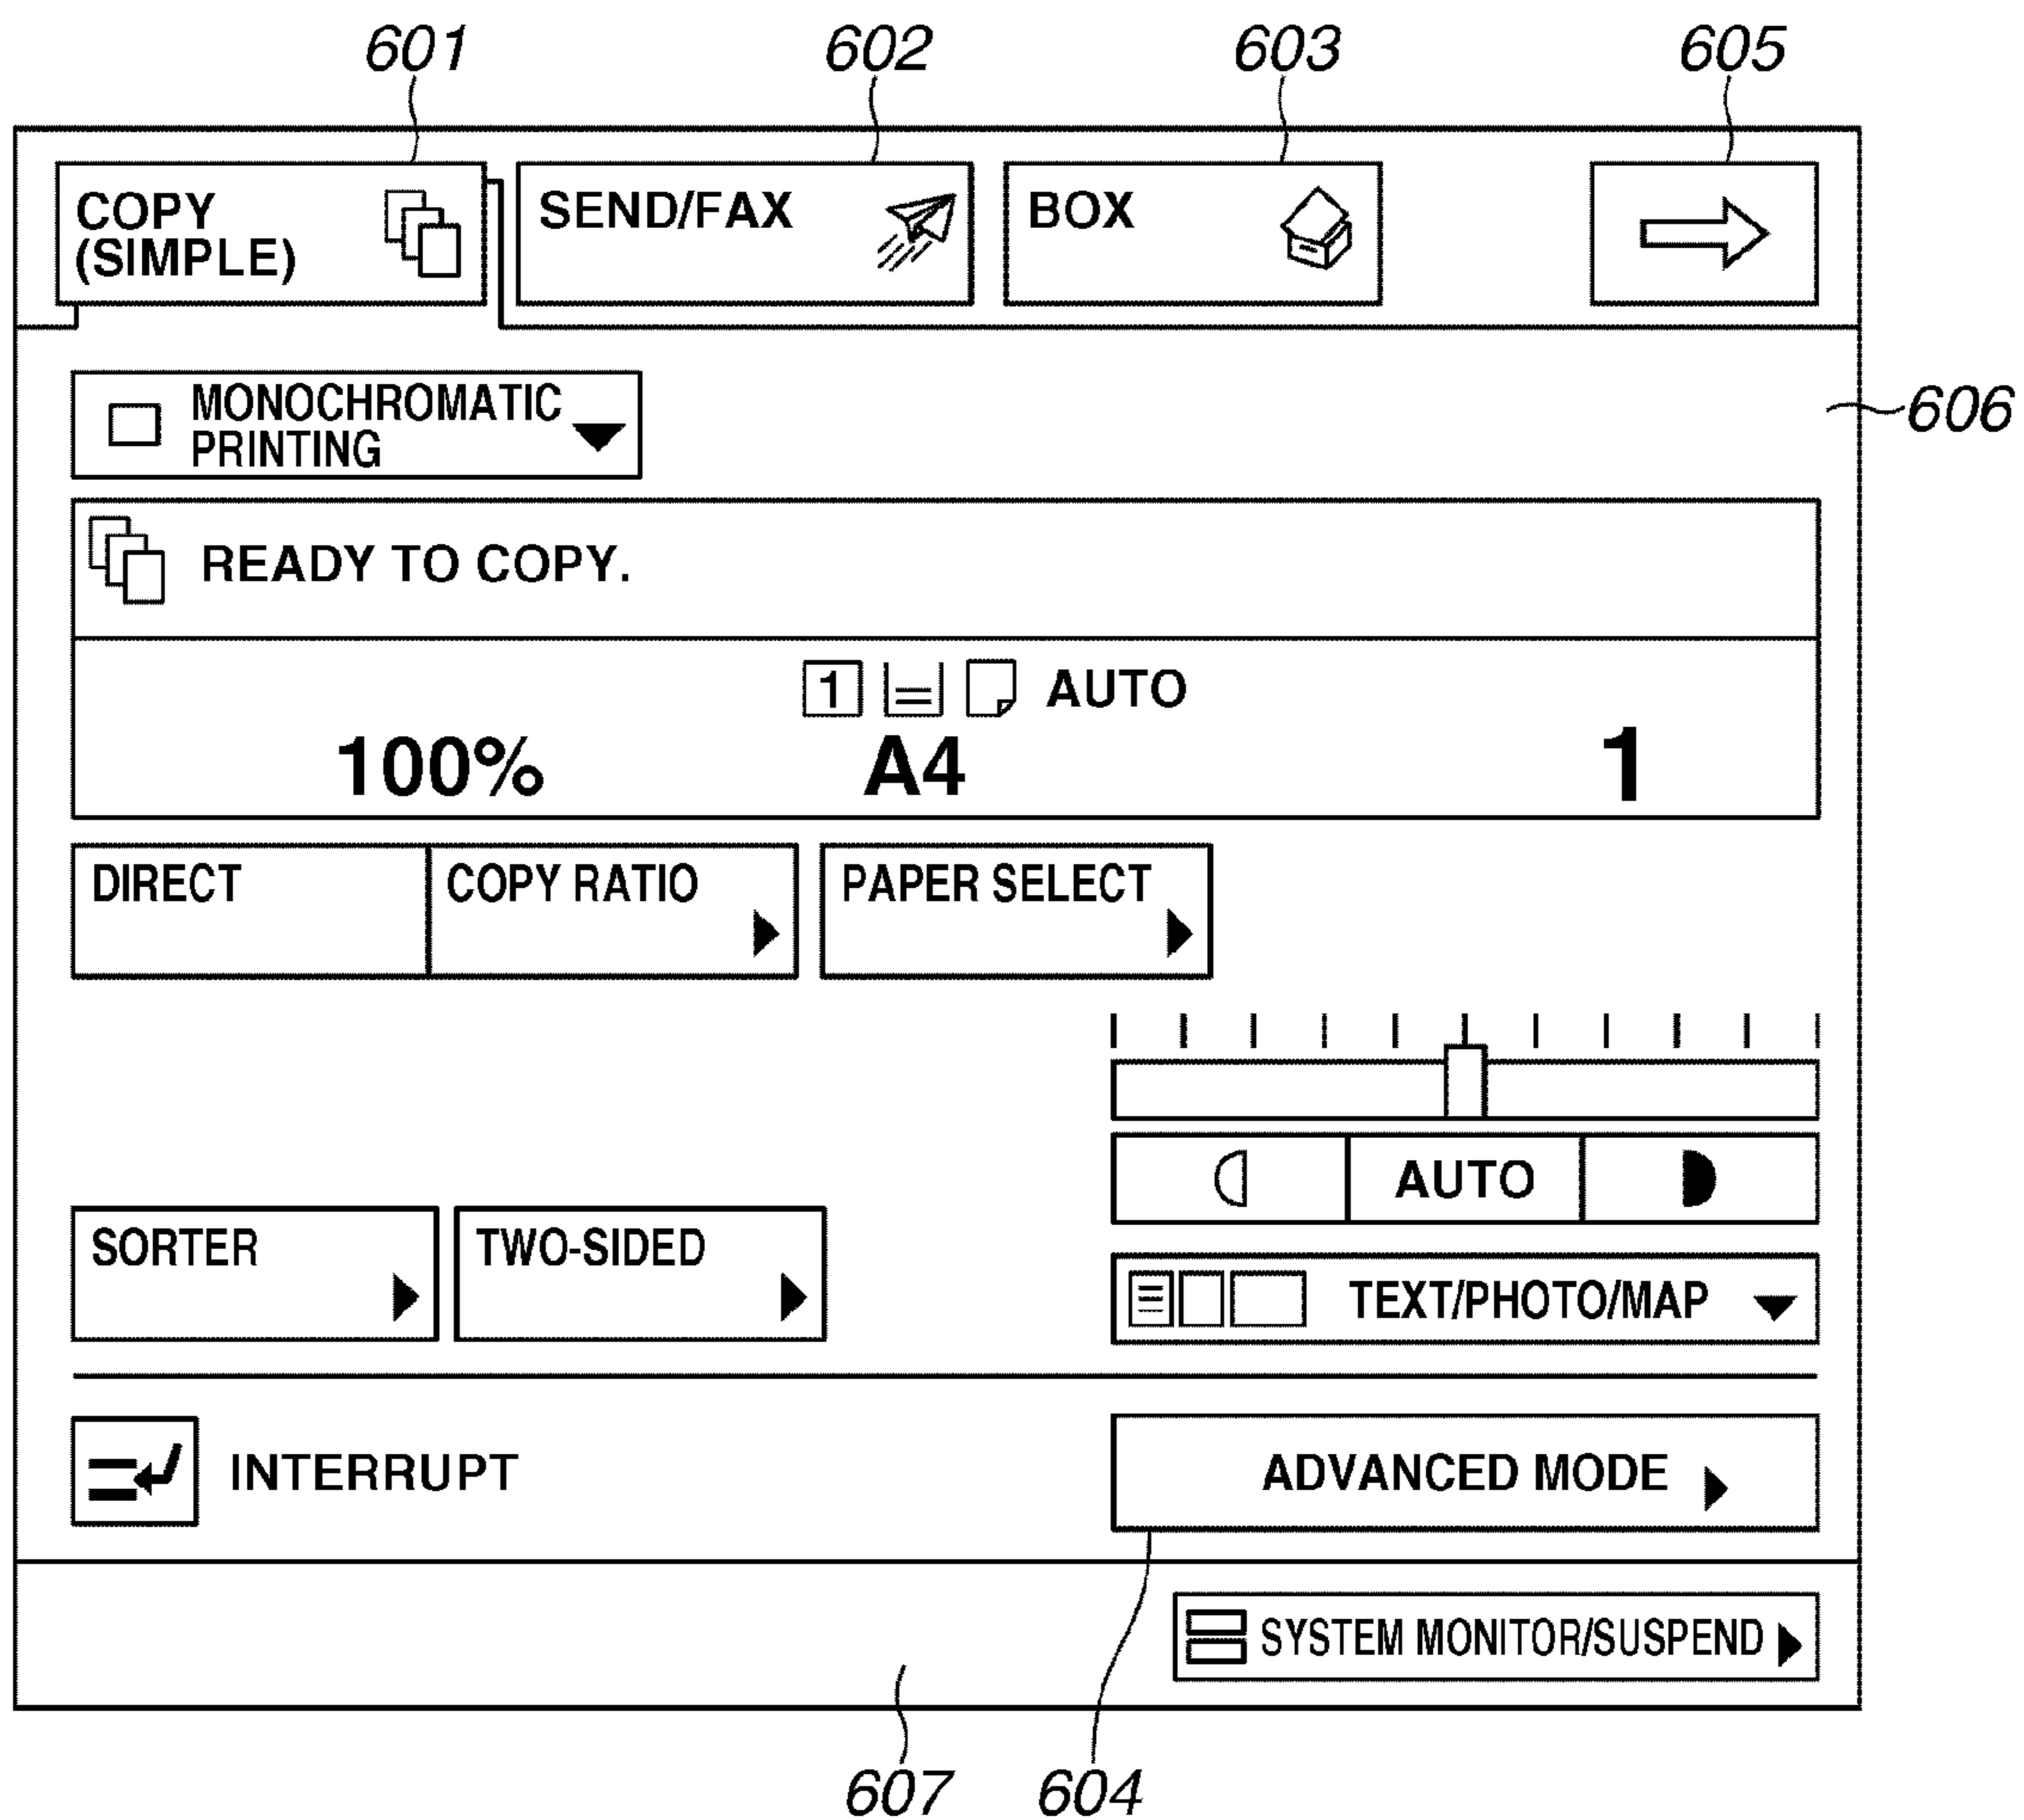 601 602 603 605
COPY
(SIMPLE)
SEND/FAX
BOX
MONOCHROMATIC
PRINTING
606
READY TO COPY.
1 AUTO
100% A4 1
DIRECT
COPY RATIO
PAPER SELECT
AUTO
SORTER
TWO-SIDED
TEXT/PHOTO/MAP
INTERRUPT
ADVANCED MODE
SYSTEM MONITOR/SUSPEND
607 604